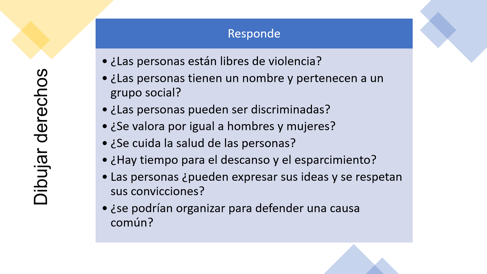 Dibujar derechos
Responde
• ¿Las personas están libres de violencia?
• ¿Las personas tienen un nombre y pertenecen a un
grupo social?
• ¿Las personas pueden ser discriminadas?
• ¿Se valora por igual a hombres y mujeres?
• ¿Se cuida la salud de las personas?
• ¿Hay tiempo para el descanso y el esparcimiento?
• Las personas ¿pueden expresar sus ideas y se respetan
sus convicciones?
• ¿se podrían organizar para defender una causa
común?